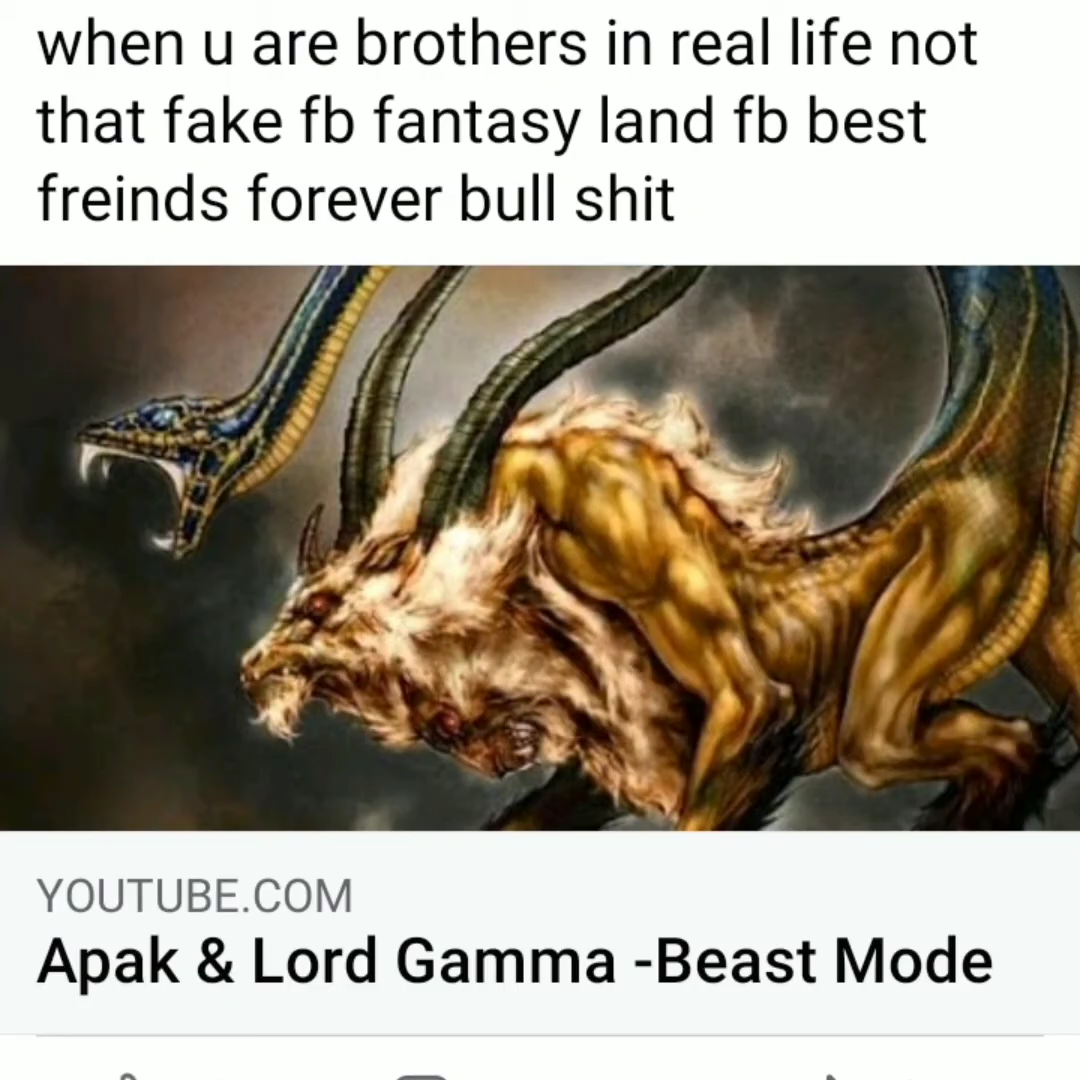 when u are brothers in real life not
that fake fb fantasy land fb best
freinds forever bull shit
YOUTUBE.COM
Apak & Lord Gamma -Beast Mode